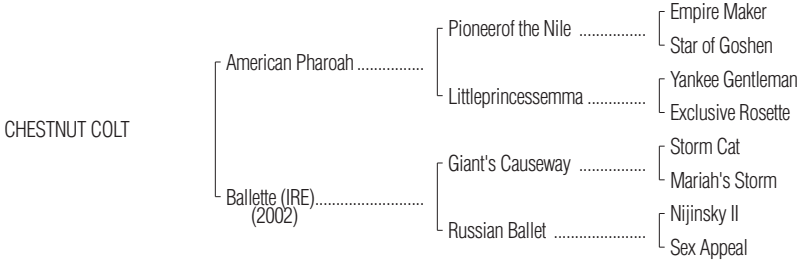 Empire Maker
Pioneerof the Nile ................
Star of Goshen
American Pharoah ................
Yankee Gentleman
Littleprincessemma ..............
Exclusive Rosette
CHESTNUT COLT
Storm Cat
Giant's Causeway ................
Mariah's Storm
Ballette (IRE)..........................
(2002)
Nijinsky II
Russian Ballet ......................
Sex Appeal